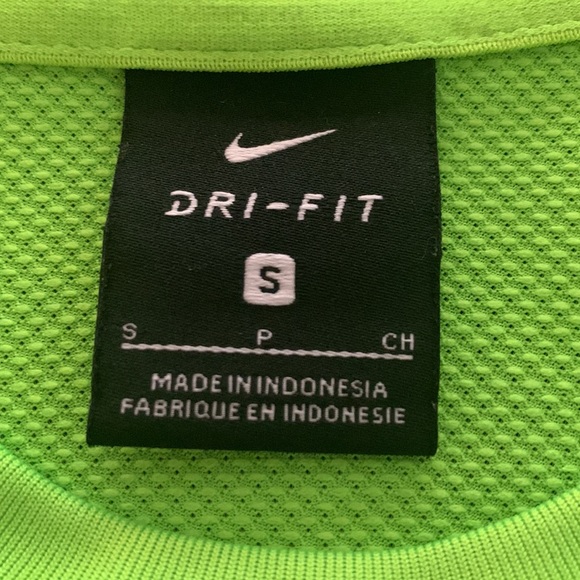 DRI-FIT
S
S P CH
MADE IN INDONESIA
FABRIQUE EN INDONESIE